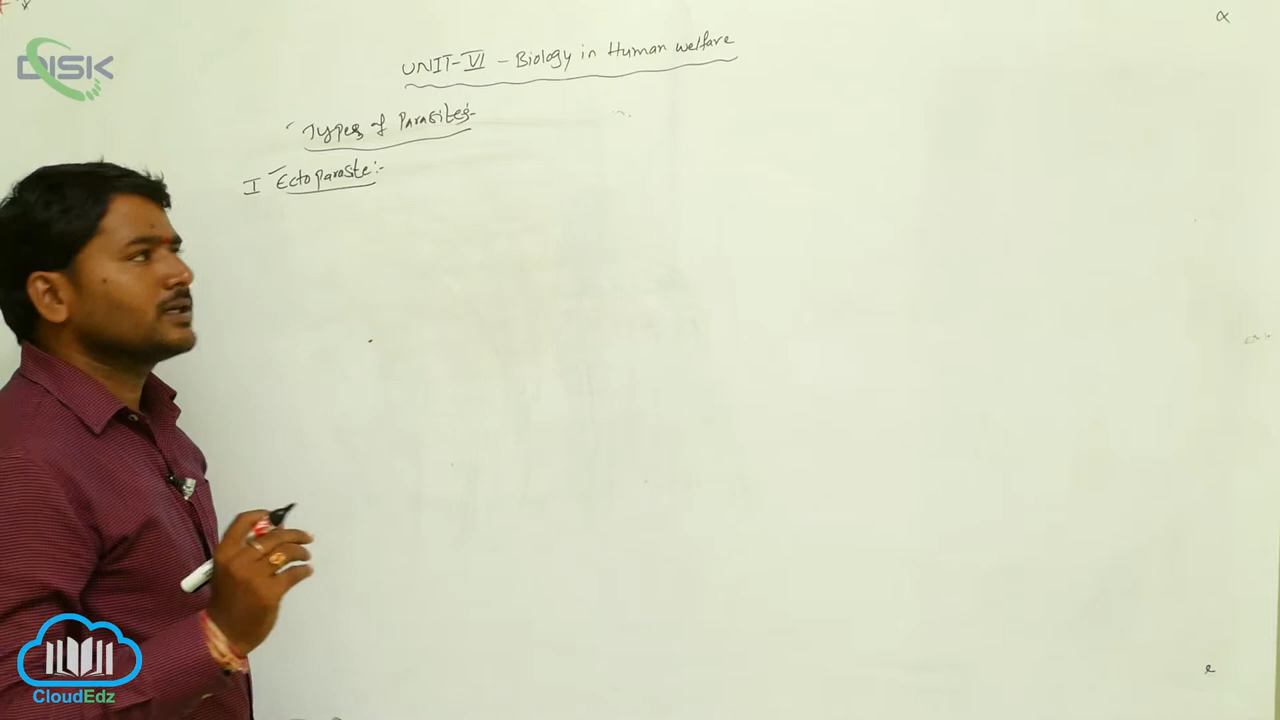 DISK
UNIT-VI - Biology in Human welfare
Types of Parasites:-
I Ectoparaste:-
CloudEdz